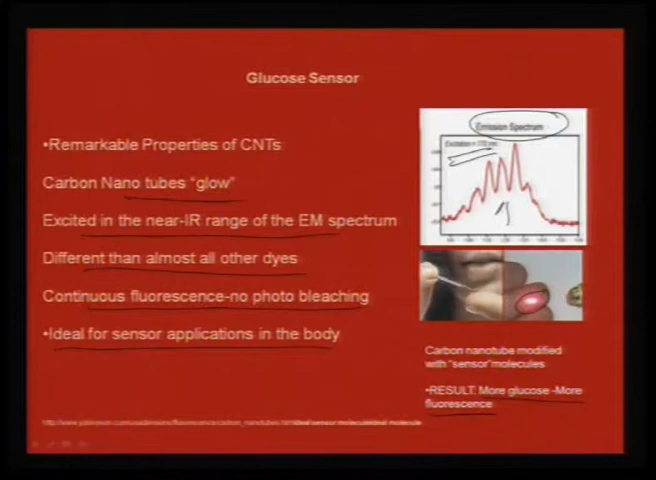 Glucose Sensor
•Remarkable Properties of CNTs
Carbon Nano tubes "glow"
Excited in the near-IR range of the EM spectrum
Different than almost all other dyes
Continuous fluorescence-no photo bleaching
•Ideal for sensor applications in the body
Emission Spectrum
Excitation
Carbon nanotube modified
with "sensor"molecules
•RESULT: More glucose -More
fluorescence